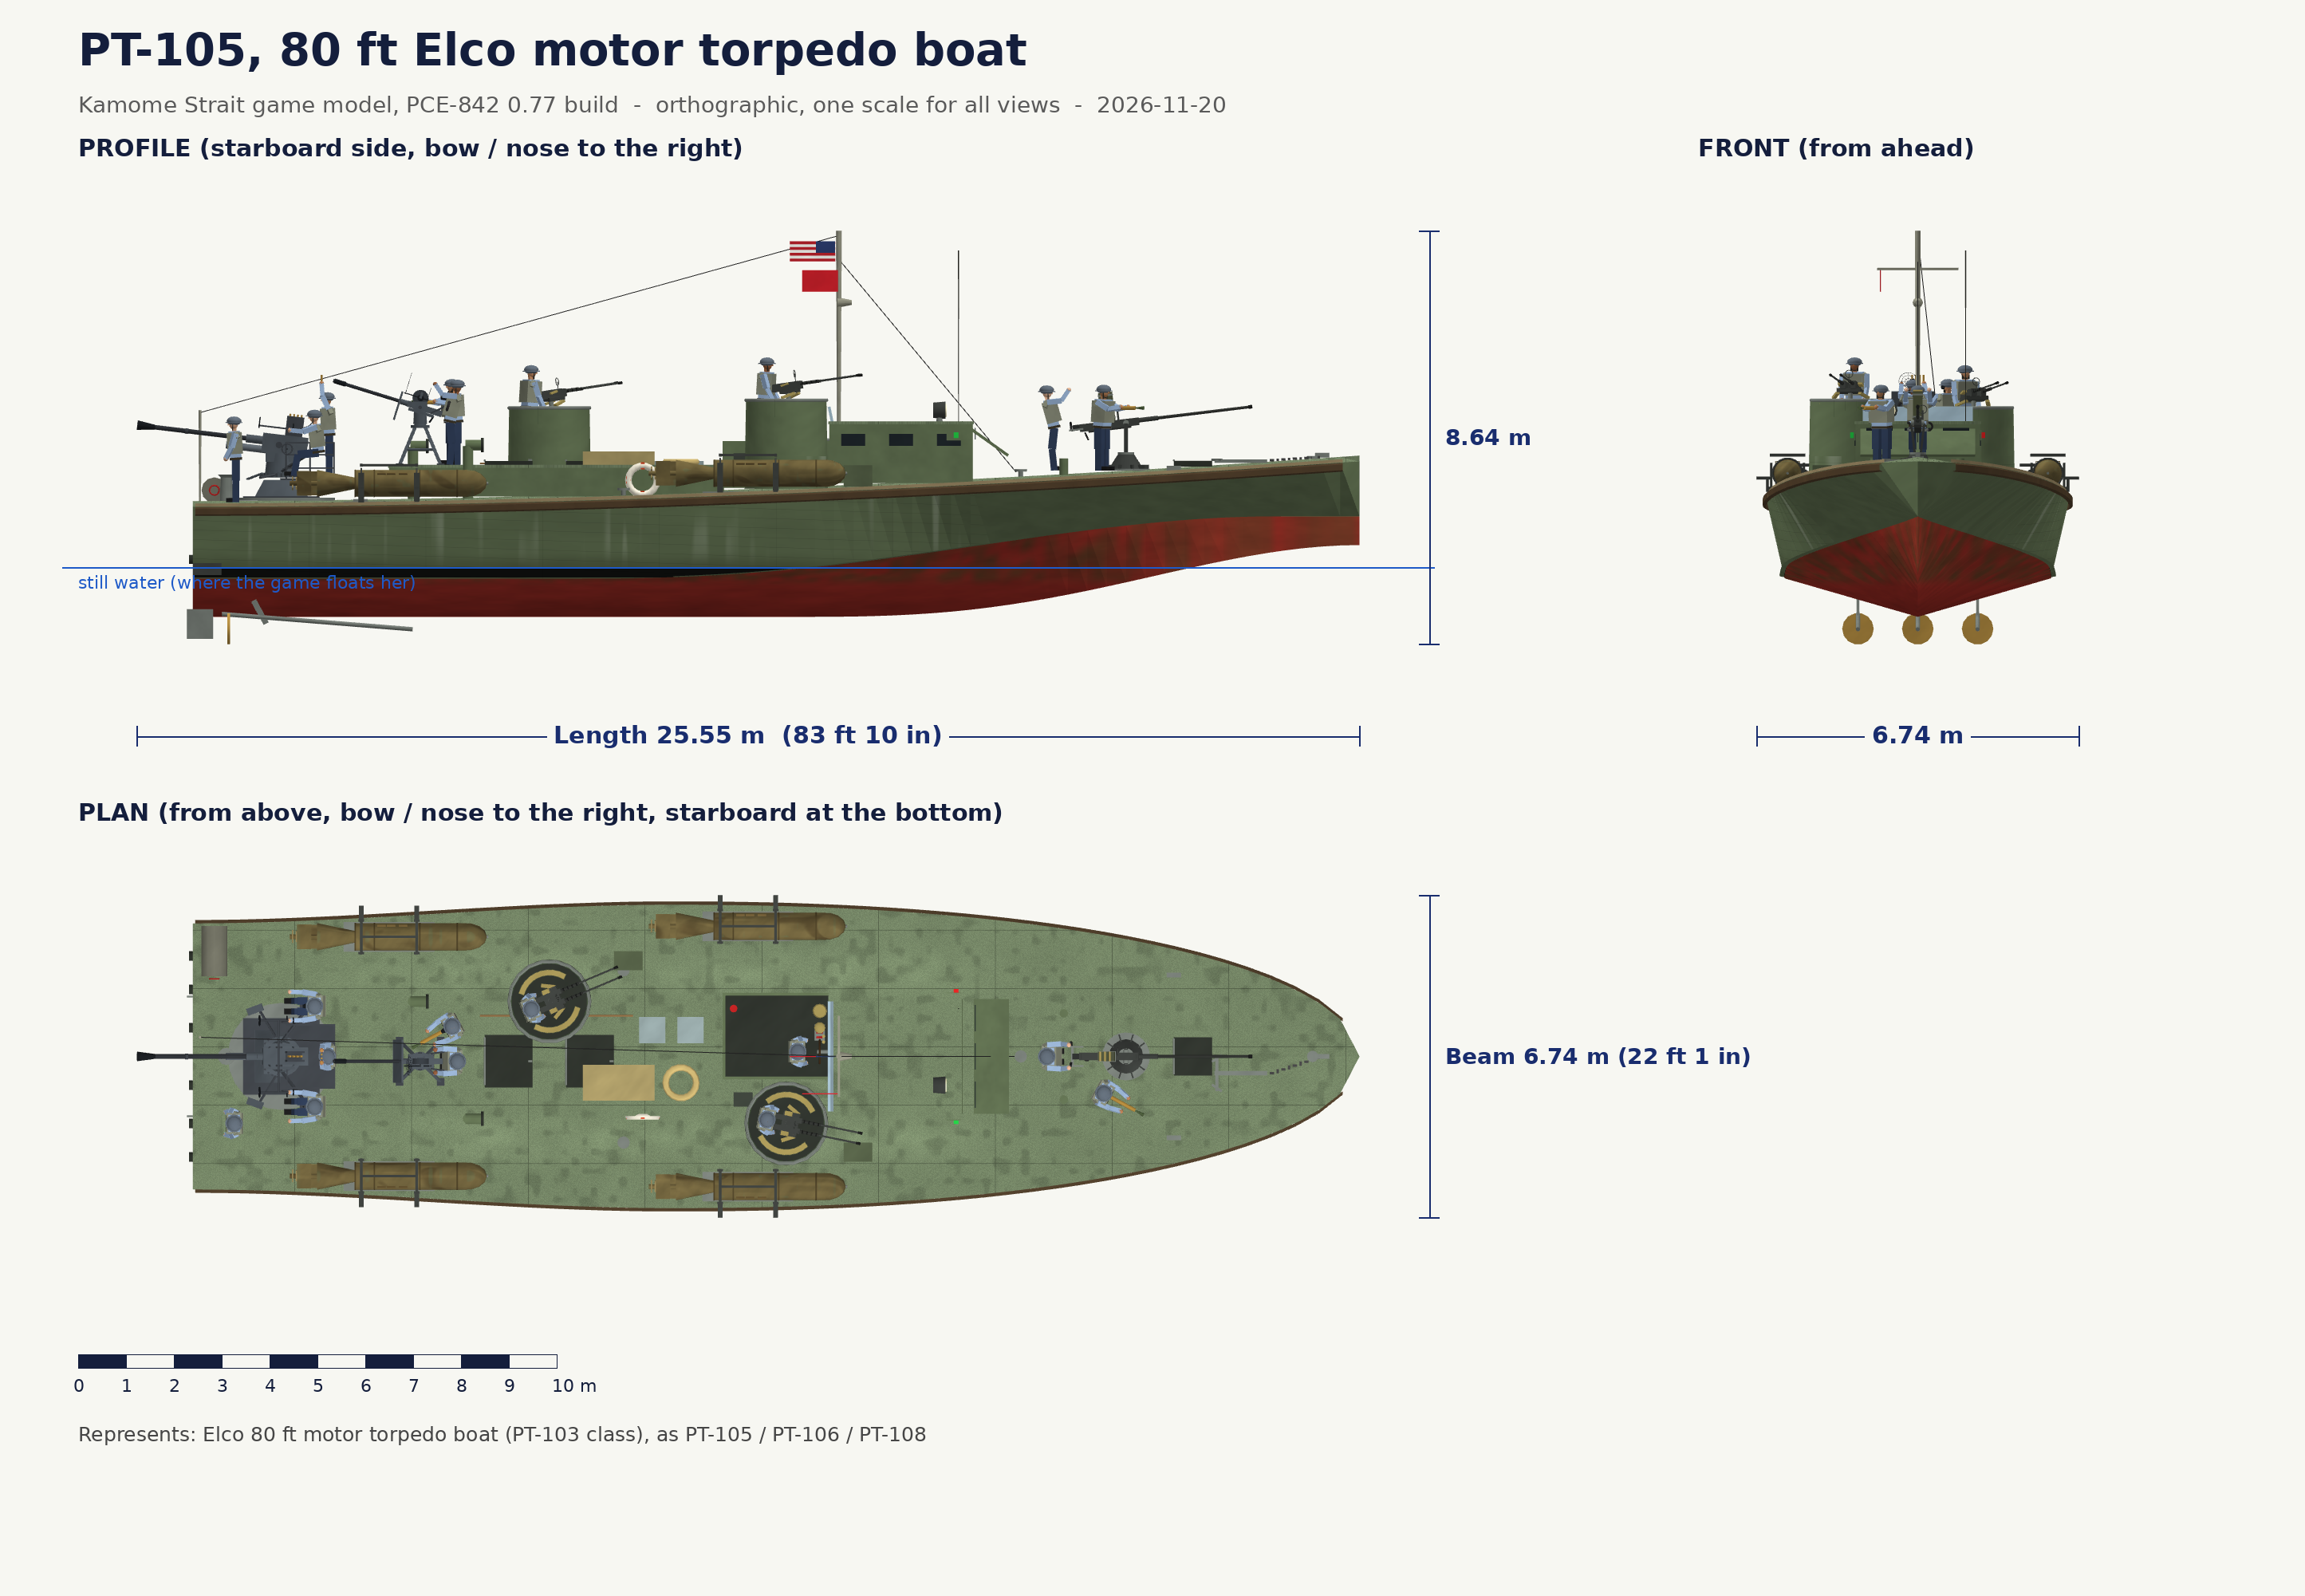 PT-105, 80 ft Elco motor torpedo boat
Kamome Strait game model, PCE-842 0.77 build - orthographic, one scale for all views - 2026-11-20
PROFILE (starboard side, bow / nose to the right)
FRONT (from ahead)
8.64 m
still water (where the game floats her)
Length 25.55 m (83 ft 10 in)
6.74 m
PLAN (from above, bow / nose to the right, starboard at the bottom)
Beam 6.74 m (22 ft 1 in)
0 1 2 3 4 5 6 7 8 9 10 m
Represents: Elco 80 ft motor torpedo boat (PT-103 class), as PT-105 / PT-106 / PT-108